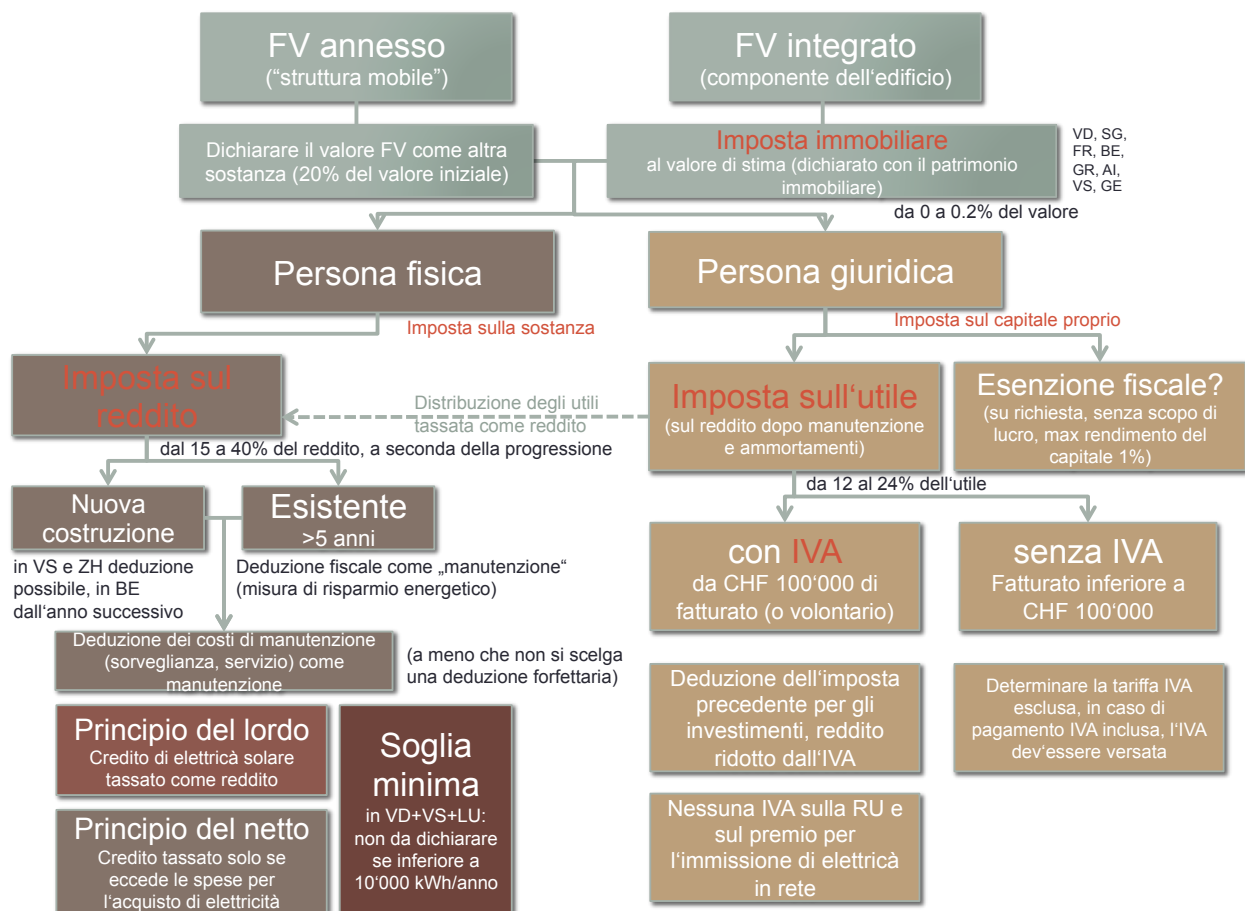 FV annesso
("struttura mobile")
FV integrato
(componente dell'edificio)
Dichiarare il valore FV come altra
sostanza (20% del valore iniziale)
Imposta immobiliare
al valore di stima (dichiarato con il patrimonio
immobiliare)
VD, SG,
FR, BE,
GR, AI,
VS, GE
da 0 a 0.2% del valore
Persona fisica
Persona giuridica
Imposta sulla sostanza
Imposta sul capitale proprio
Imposta sul
reddito
Distribuzione degli utili
tassata come reddito
Imposta sull'utile
(sul reddito dopo manutenzione
e ammortamenti)
Esenzione fiscale?
(su richiesta, senza scopo di
lucro, max rendimento del
capitale 1%)
dal 15 a 40% del reddito, a seconda della progressione
da 12 al 24% dell'utile
Nuova
costruzione
Esistente
>5 anni
in VS e ZH deduzione
possibile, in BE
dall'anno successivo
Deduzione fiscale come „manutenzione“
(misura di risparmio energetico)
con IVA
da CHF 100'000 di
fatturato (o volontario)
senza IVA
Fatturato inferiore a
CHF 100'000
Deduzione dei costi di manutenzione
(sorveglianza, servizio) come
manutenzione
(a meno che non si scelga
una deduzione forfettaria)
Deduzione dell'imposta
precedente per gli
investimenti, reddito
ridotto dall'IVA
Determinare la tariffa IVA
esclusa, in caso di
pagamento IVA inclusa, l'IVA
dev'essere versata
Principio del lordo
Credito di elettricà solare
tassato come reddito
Soglia
minima
in VD+VS+LU:
non da dichiarare
se inferiore a
10'000 kWh/anno
Principio del netto
Credito tassato solo se
eccede le spese per
l'acquisto di elettricità
Nessuna IVA sulla RU e
sul premio per
l'immissione di elettricà
in rete